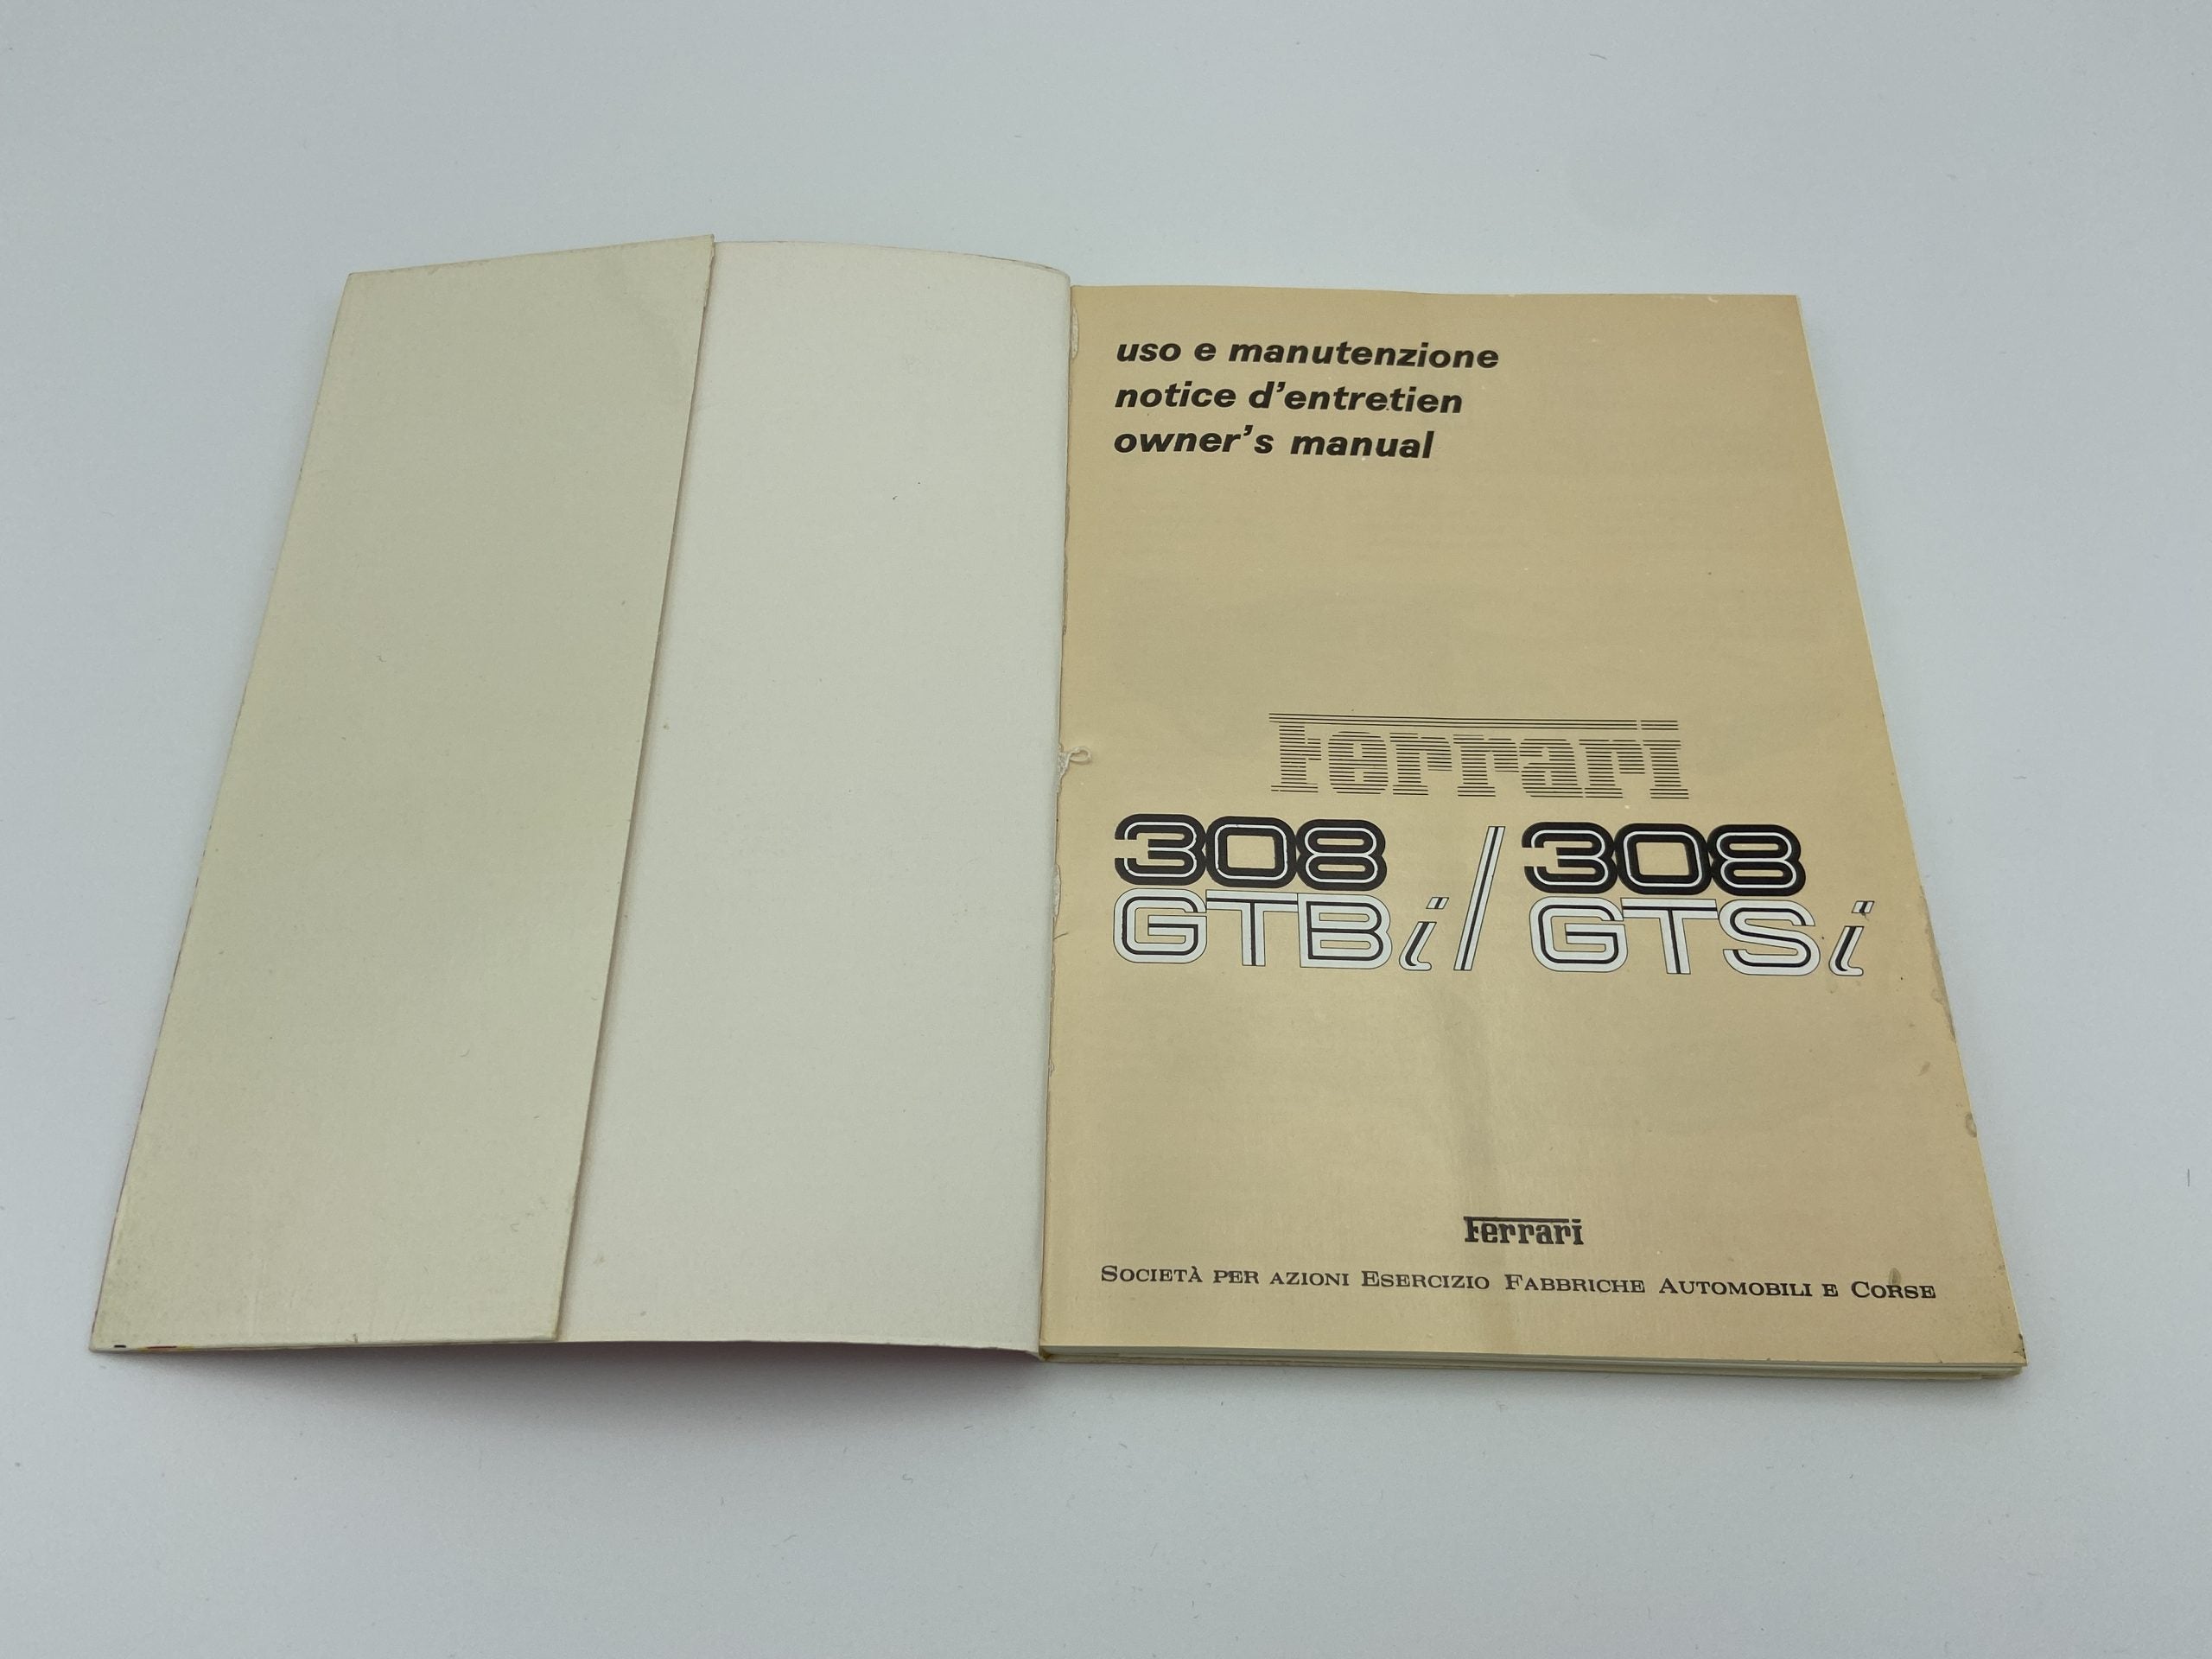 uso e manutenzione
notice d'entretien
owner's manual
Ferrari
308 / 308
GTBi / GTSi
Ferrari
SOCIETÀ PER AZIONI ESERCIZIO FABBRICHE AUTOMOBILI E CORSE